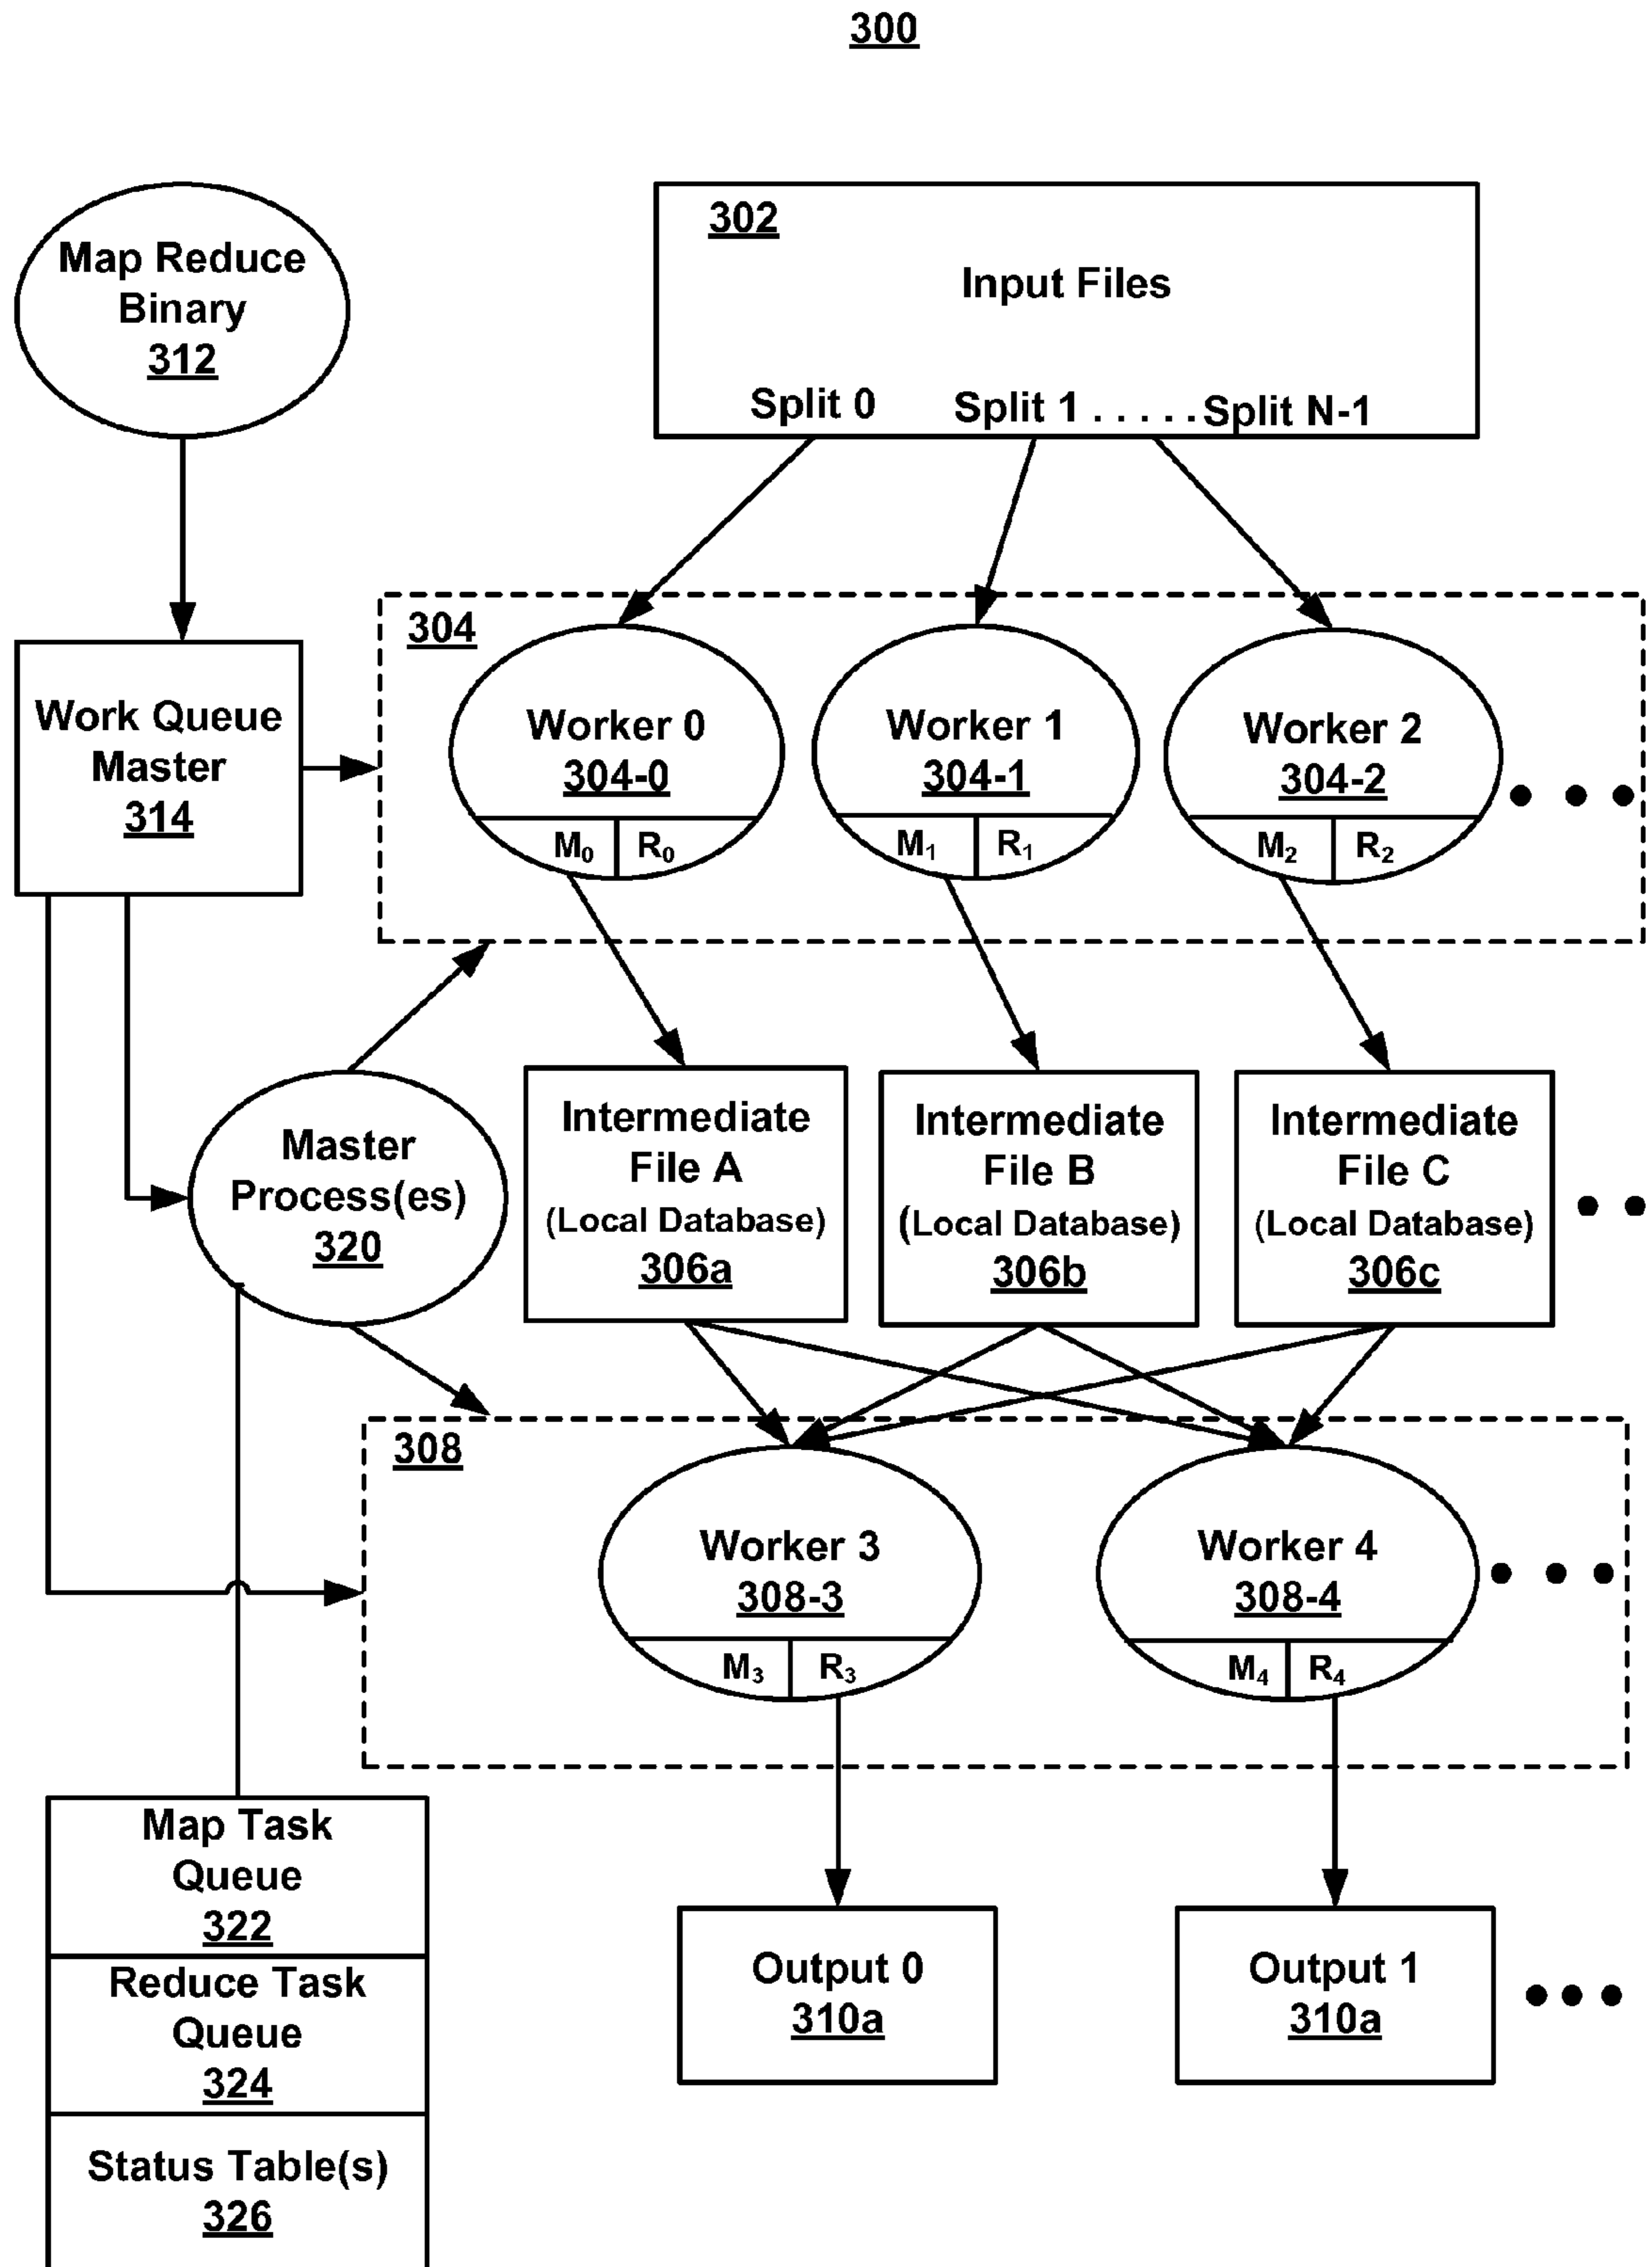 300
Map Reduce
Binary
312
302
Input Files
Split 0 Split 1 . . . . . Split N-1
Work Queue
Master
314
304
Worker 0
304-0
M₀ R₀
Worker 1
304-1
M₁ R₁
Worker 2
304-2
M₂ R₂
Master
Process(es)
320
Intermediate
File A
(Local Database)
306a
Intermediate
File B
(Local Database)
306b
Intermediate
File C
(Local Database)
306c
308
Worker 3
308-3
M₃ R₃
Worker 4
308-4
M₄ R₄
Map Task
Queue
322
Reduce Task
Queue
324
Status Table(s)
326
Output 0
310a
Output 1
310a